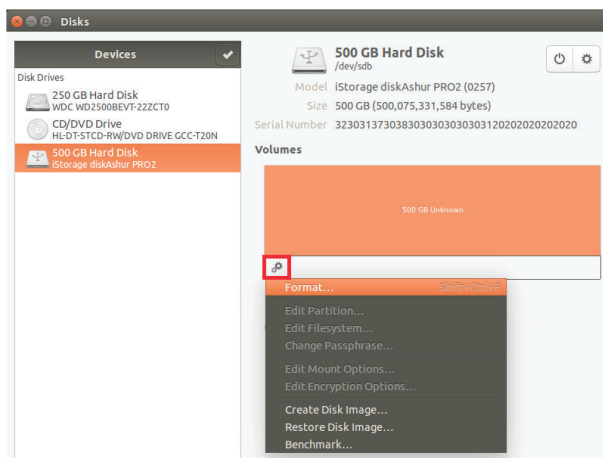 Disks
Devices
Disk Drives
250 GB Hard Disk
WDC WD2500BEVT-22ZCT0
CD/DVD Drive
HL-DT-STCD-RW/DVD DRIVE GCC-T20N
500 GB Hard Disk
iStorage diskAshur PRO2
500 GB Hard Disk
/dev/sdb
Model iStorage diskAshur PRO2 (0257)
Size 500 GB (500,075,331,584 bytes)
Serial Number
Volumes
500 GB Unknown
Format... Shift+Ctrl+F
Edit Partition...
Edit Filesystem...
Change Passphrase...
Edit Mount Options...
Edit Encryption Options...
Create Disk Image...
Restore Disk Image...
Benchmark...